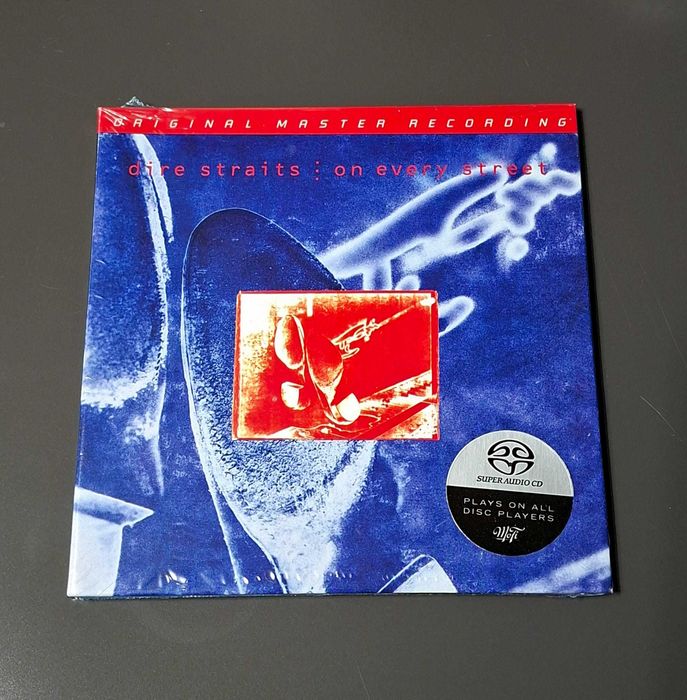 ORIGINAL MASTER RECORDING
dire straits : on every street
SUPER AUDIO CD
PLAYS ON ALL
DISC PLAYERS
MoFi